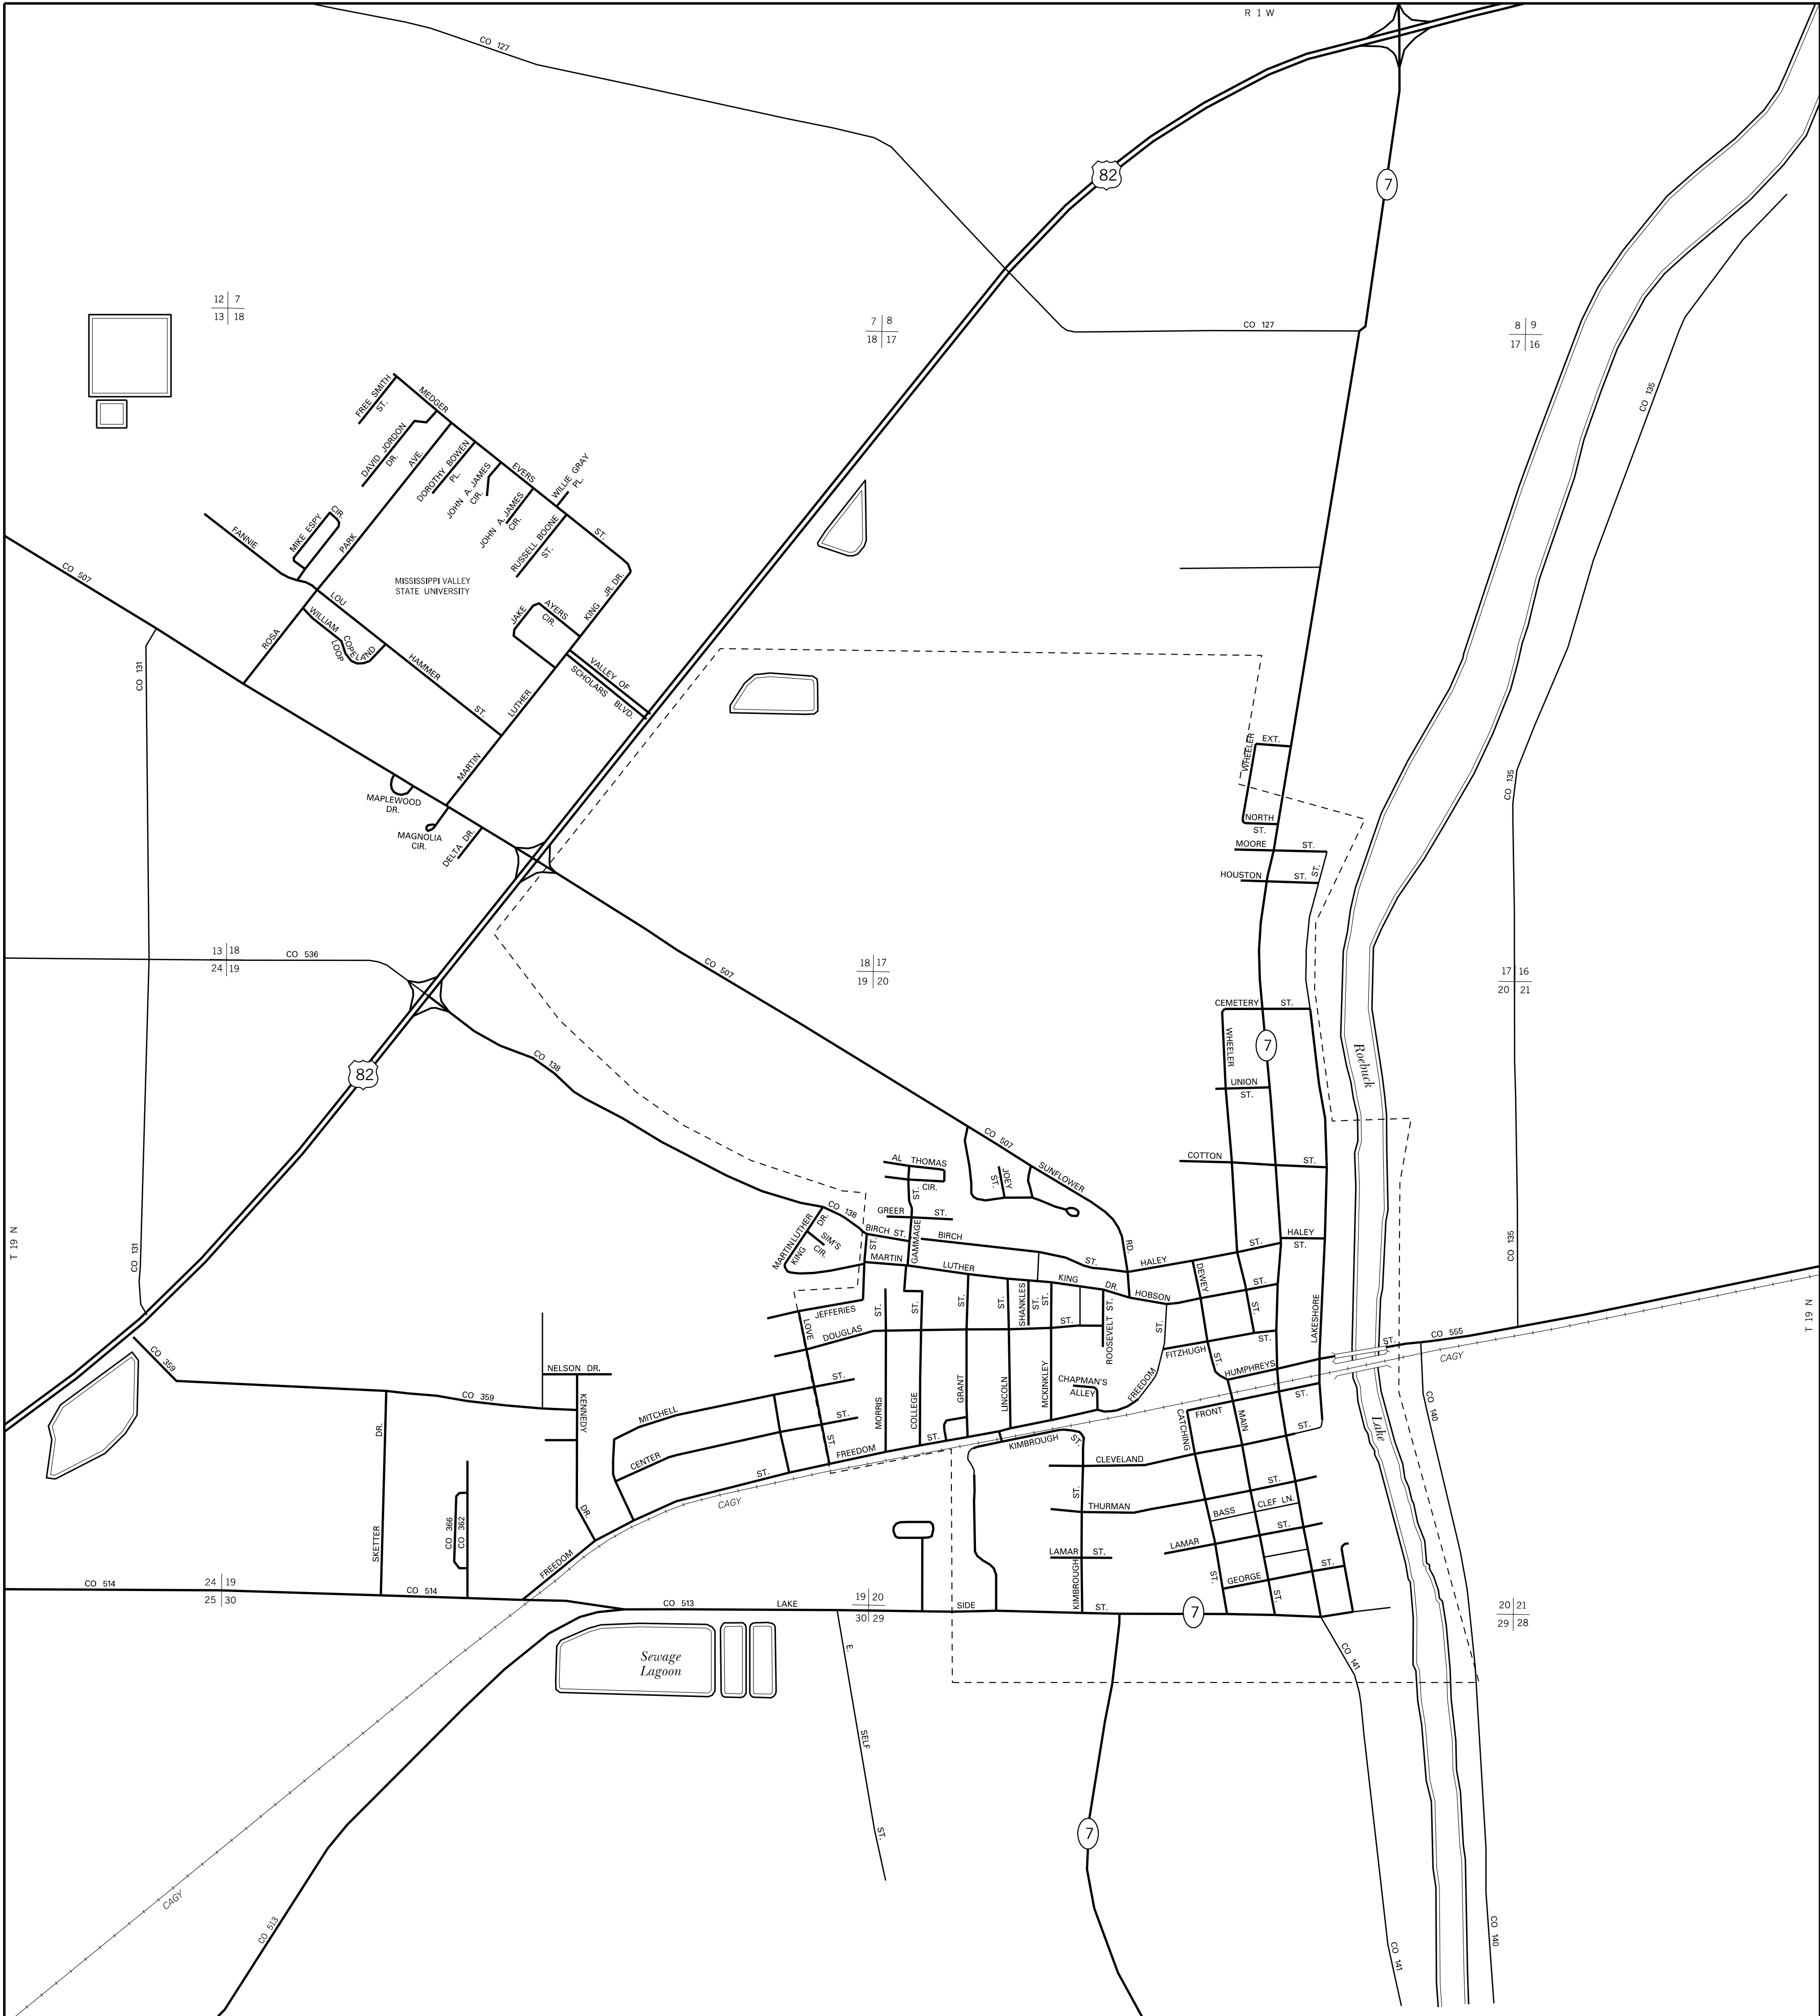 R 1 W
CO 127
82
7
12 7
13 18
7 8
18 17
8 9
17 16
CO 127
CO 135
FREE SMITH
ST.
MEDGER
EVERS
ST.
DAVID JORDON
DR.
AVE.
DOROTHY BOWEN
PL.
JOHN A. JAMES
CIR.
JOHN A. JAMES
CIR.
WILLIE GRAY
PL.
RUSSELL BOONE
ST.
MIKE ESPY
CIR.
PARK
FANNIE
LOU
HAMMER
ST.
MISSISSIPPI VALLEY
STATE UNIVERSITY
CO 507
WILLIAM
COPELAND
LOOP
ROSA
JAKE
AYERS
CIR.
KING
JR. DR.
LUTHER
MARTIN
VALLEY OF
SCHOLARS
BLVD.
CO 131
MAPLEWOOD
DR.
MAGNOLIA
CIR.
DELTA DR.
WHEELER
EXT.
NORTH
ST.
MOORE
ST.
HOUSTON
ST.
ST.
CO 135
13 18
24 19
CO 536
18 17
19 20
CO 507
17 16
20 21
CEMETERY ST.
WHEELER
7
Roebuck
82
CO 138
UNION
ST.
COTTON
ST.
CO 507
SUNFLOWER
RD.
JOEY
ST.
AL THOMAS
CIR.
ST.
GREER
ST.
GAMMAGE
CO 138
BIRCH ST.
BIRCH
ST.
MARTIN LUTHER
KING
DR.
SIM'S
CIR.
ST.
MARTIN
LUTHER
KING
DR.
HALEY
ST.
HALEY
ST.
HOBSON
ST.
DEWEY
ST.
ST.
T 19 N
CO 131
CO 135
T 19 N
JEFFERIES
LOVE
ST.
DOUGLAS
ST.
MORRIS
ST.
COLLEGE
ST.
GRANT
ST.
LINCOLN
ST.
SHANKLES
ST.
MCKINKLEY
ST.
ROOSEVELT ST.
FREEDOM
ST.
FITZHUGH
ST.
HUMPHREYS
ST.
LAKESHORE
CO 555
CAGY
CO 359
CO 359
NELSON DR.
KENNEDY
DR.
MITCHELL
ST.
CENTER
ST.
FREEDOM
ST.
ST.
CHAPMAN'S
ALLEY
CATCHING
ST.
FRONT
ST.
MAIN
ST.
Lake
CO 140
KIMBROUGH
ST.
CLEVELAND
ST.
CAGY
SKETTER
DR.
CO 366
CO 362
THURMAN
ST.
ST.
BASS
CLEF LN.
LAMAR
ST.
LAMAR
ST.
KIMBROUGH
GEORGE
ST.
FREEDOM
CO 514
24 19
25 30
CO 514
CO 513
LAKE
SIDE
ST.
19 20
30 29
7
20 21
29 28
Sewage
Lagoon
E.
SELF
ST.
CO 141
7
CAGY
CO 513
CO 141
CO 140